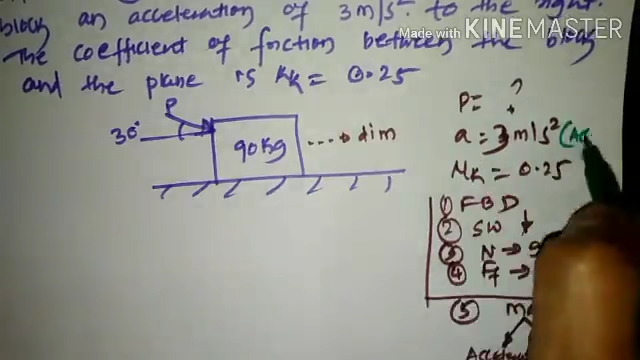 block an acceleration of 3m/s² to the right.
The coefficient of friction between the block
and the plane is μk = 0.25
Made with KINEMASTER
P
30°
90kg
dim
P = ?
a = 3m/s²
μk = 0.25
① FBD
② SW ↓
③ N →
④ Ff →
⑤